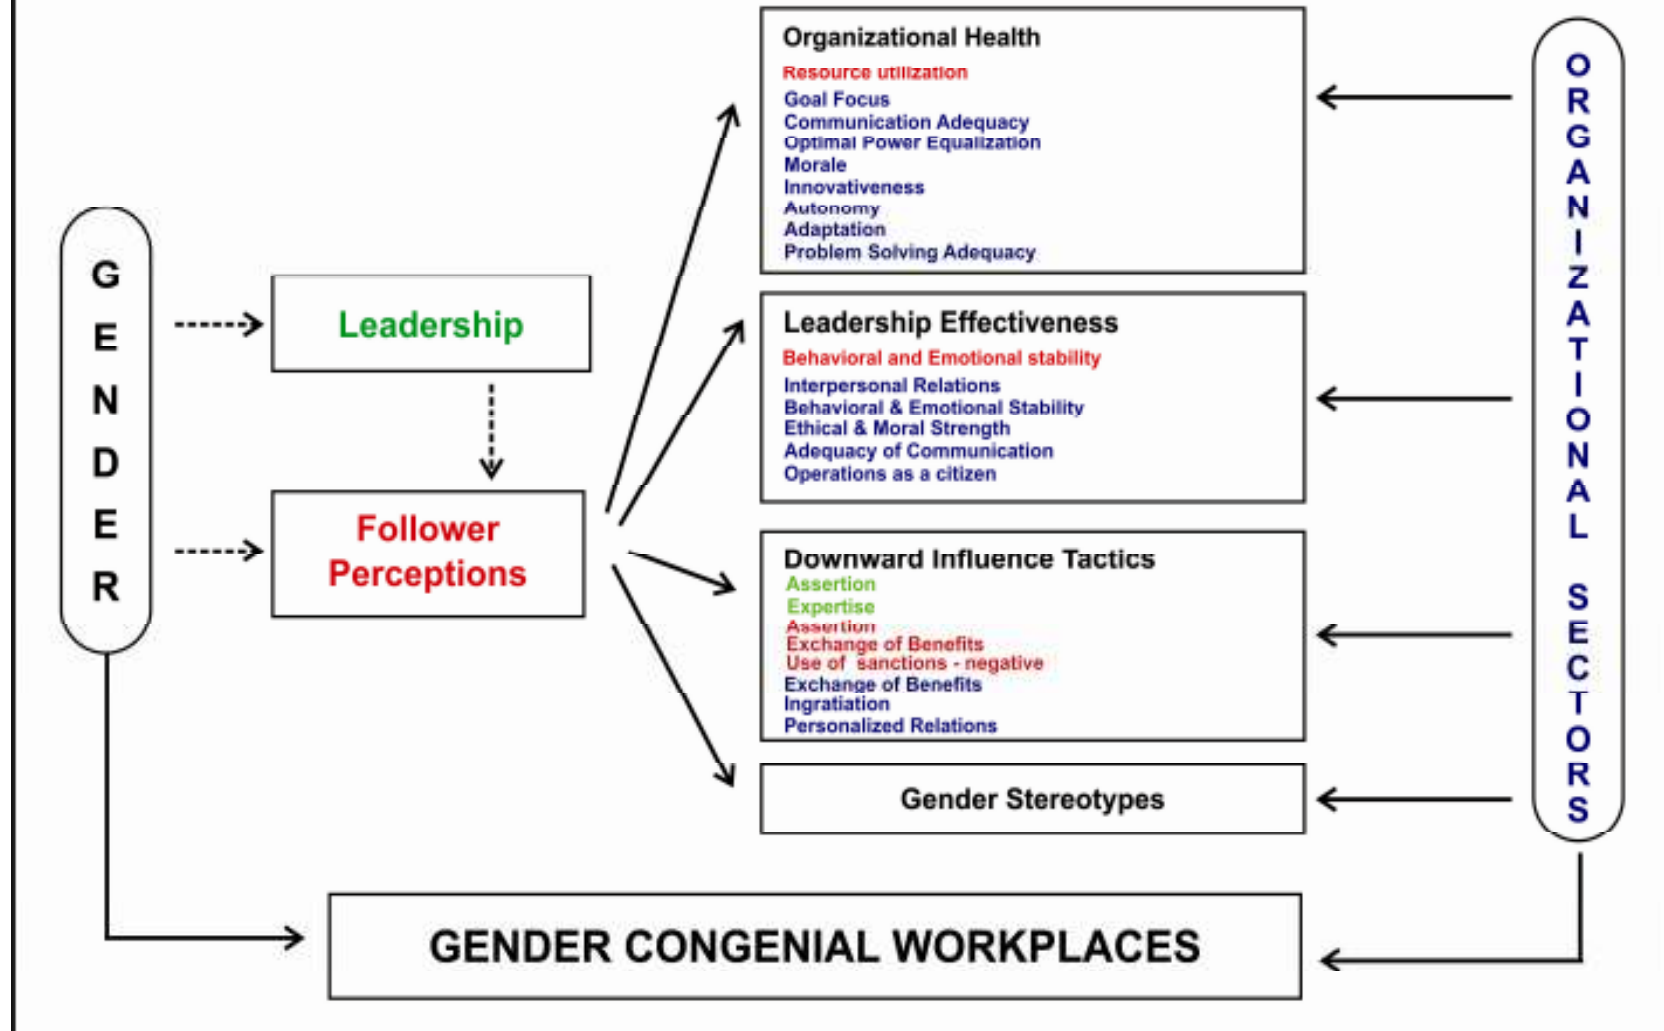 GENDER
Leadership
Follower
Perceptions
Organizational Health
Resource utilization
Goal Focus
Communication Adequacy
Optimal Power Equalization
Morale
Innovativeness
Autonomy
Adaptation
Problem Solving Adequacy
Leadership Effectiveness
Behavioral and Emotional stability
Interpersonal Relations
Behavioral & Emotional Stability
Ethical & Moral Strength
Adequacy of Communication
Operations as a citizen
Downward Influence Tactics
Assertion
Expertise
Assertion
Exchange of Benefits
Use of sanctions - negative
Exchange of Benefits
Ingratiation
Personalized Relations
Gender Stereotypes
ORGANIZATIONAL SECTORS
GENDER CONGENIAL WORKPLACES